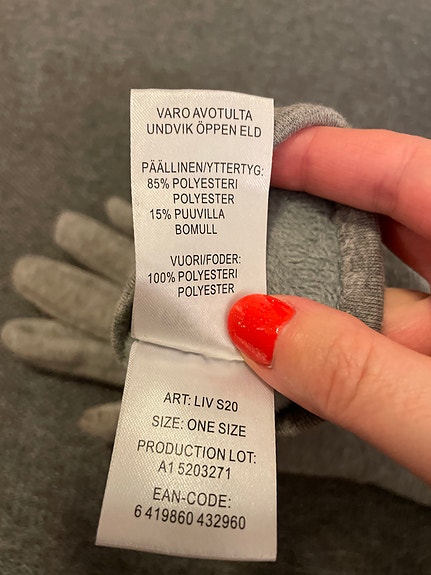 VARO AVOTULTA
UNDVIK ÖPPEN ELD
PÄÄLLINEN/YTTERTYG:
85% POLYESTERI
POLYESTER
15% PUUVILLA
BOMULL
VUORI/FODER:
100% POLYESTERI
POLYESTER
ART: LIV S20
SIZE: ONE SIZE
PRODUCTION LOT:
A1 5203271
EAN-CODE:
6 419860 432960